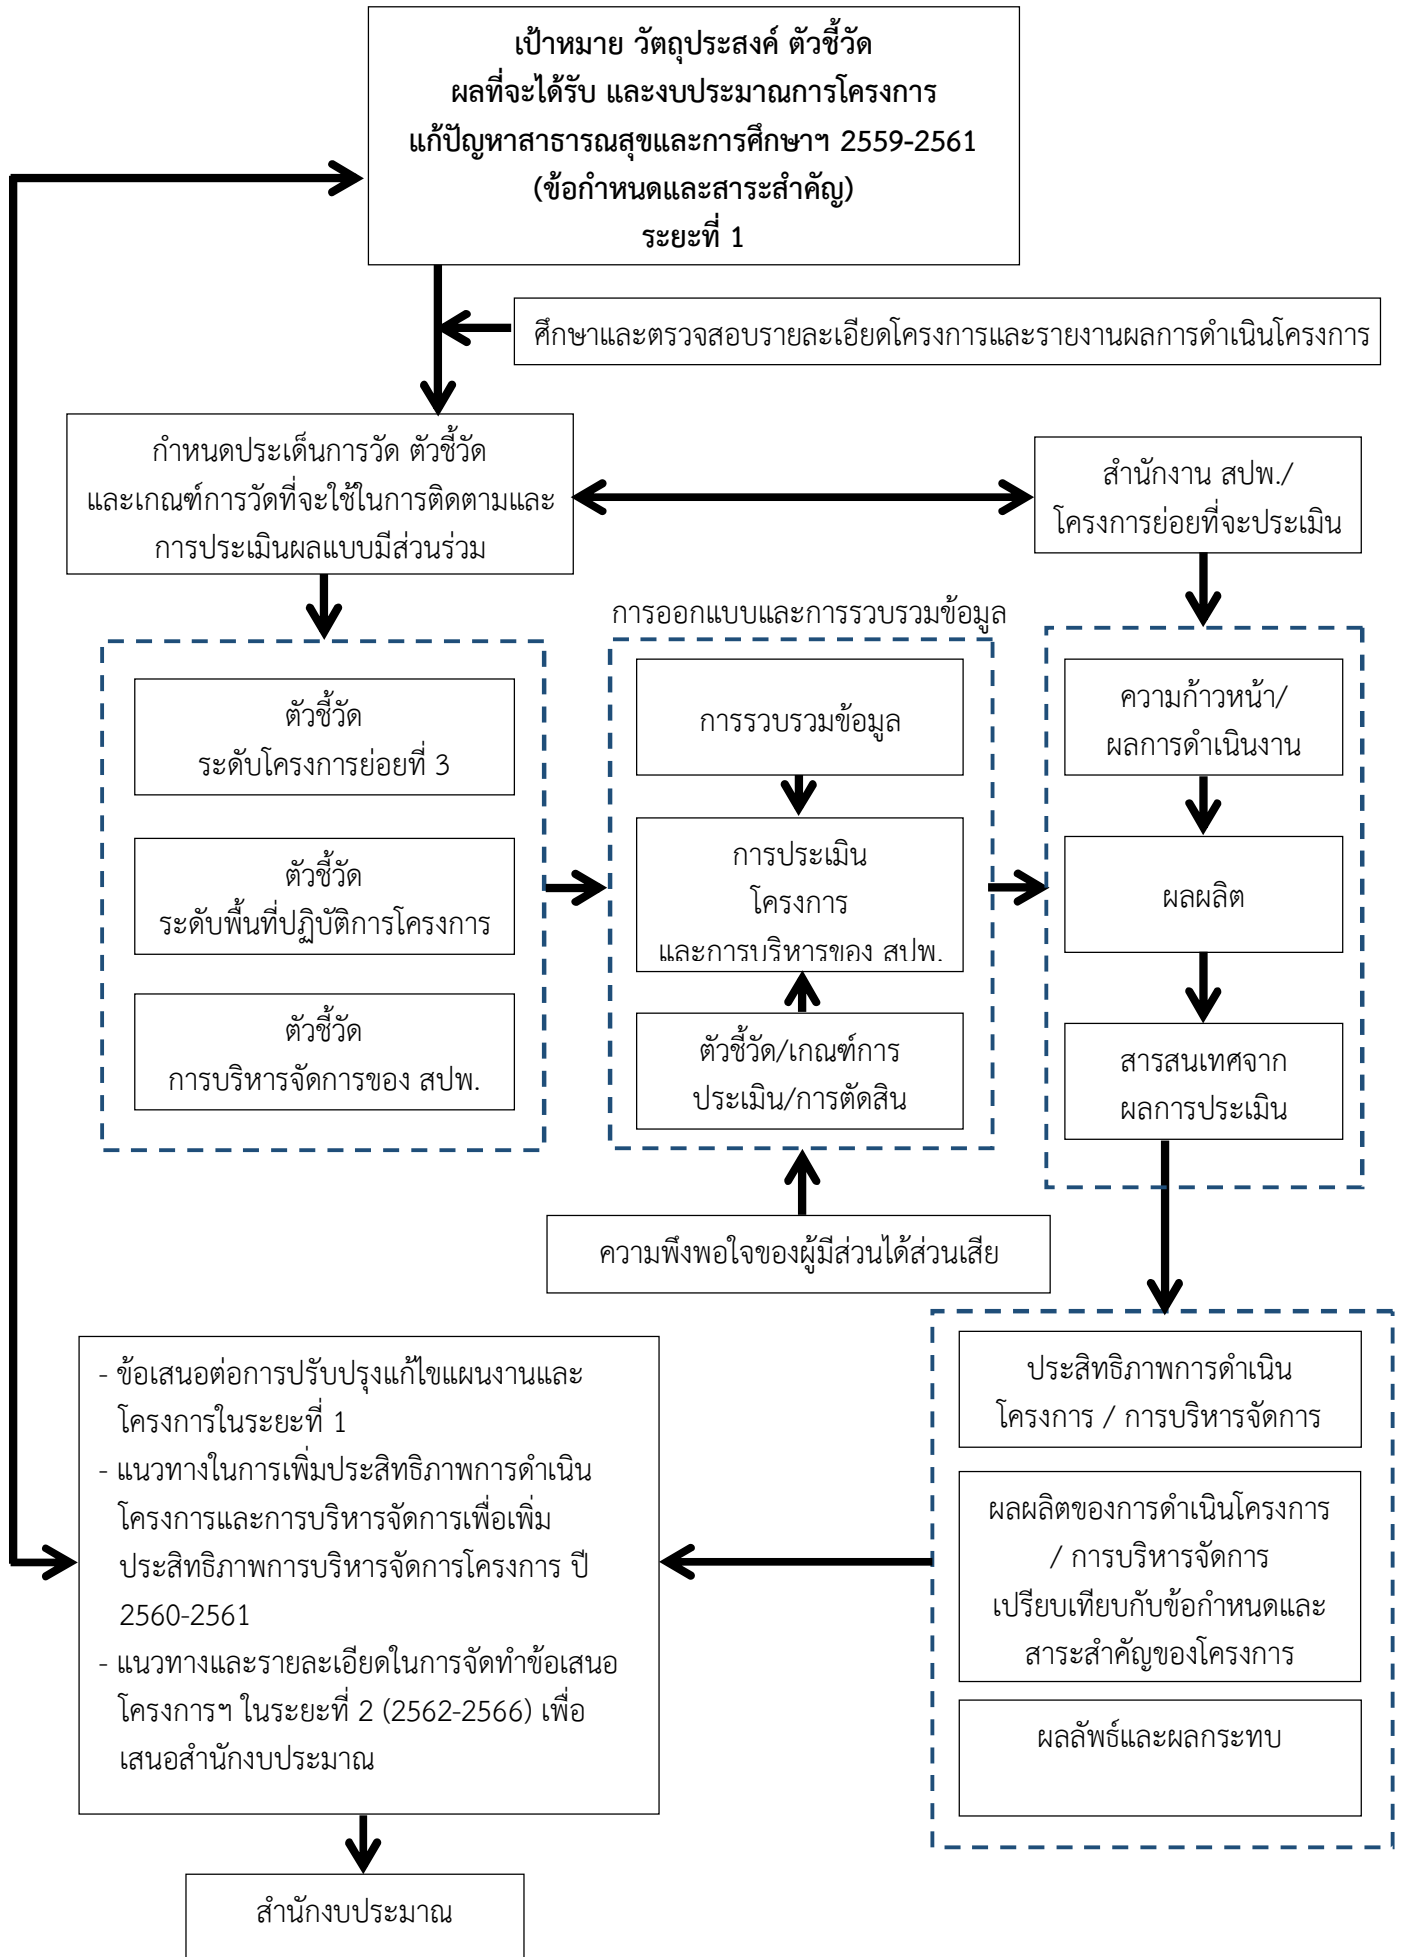 เป้าหมาย วัตถุประสงค์ ตัวชี้วัด
ผลที่จะได้รับ และงบประมาณการโครงการ
แก้ปัญหาสาธารณสุขและการศึกษาฯ 2559-2561
(ข้อกำหนดและสาระสำคัญ)
ระยะที่ 1
ศึกษาและตรวจสอบรายละเอียดโครงการและรายงานผลการดำเนินโครงการ
กำหนดประเด็นการวัด ตัวชี้วัด
และเกณฑ์การวัดที่จะใช้ในการติดตามและ
การประเมินผลแบบมีส่วนร่วม
สำนักงาน สปพ./
โครงการย่อยที่จะประเมิน
ตัวชี้วัด
ระดับโครงการย่อยที่ 3
ตัวชี้วัด
ระดับพื้นที่ปฏิบัติการโครงการ
ตัวชี้วัด
การบริหารจัดการของ สปพ.
การออกแบบและการรวบรวมข้อมูล
การรวบรวมข้อมูล
การประเมิน
โครงการ
และการบริหารของ สปพ.
ตัวชี้วัด/เกณฑ์การ
ประเมิน/การตัดสิน
ความพึงพอใจของผู้มีส่วนได้ส่วนเสีย
ความก้าวหน้า/
ผลการดำเนินงาน
ผลผลิต
สารสนเทศจาก
ผลการประเมิน
ประสิทธิภาพการดำเนิน
โครงการ / การบริหารจัดการ
ผลผลิตของการดำเนินโครงการ
/ การบริหารจัดการ
เปรียบเทียบกับข้อกำหนดและ
สาระสำคัญของโครงการ
ผลลัพธ์และผลกระทบ
- ข้อเสนอต่อการปรับปรุงแก้ไขแผนงานและ
โครงการในระยะที่ 1
- แนวทางในการเพิ่มประสิทธิภาพการดำเนิน
โครงการและการบริหารจัดการเพื่อเพิ่ม
ประสิทธิภาพการบริหารจัดการโครงการ ปี
2560-2561
- แนวทางและรายละเอียดในการจัดทำข้อเสนอ
โครงการฯ ในระยะที่ 2 (2562-2566) เพื่อ
เสนอสำนักงบประมาณ
สำนักงบประมาณ